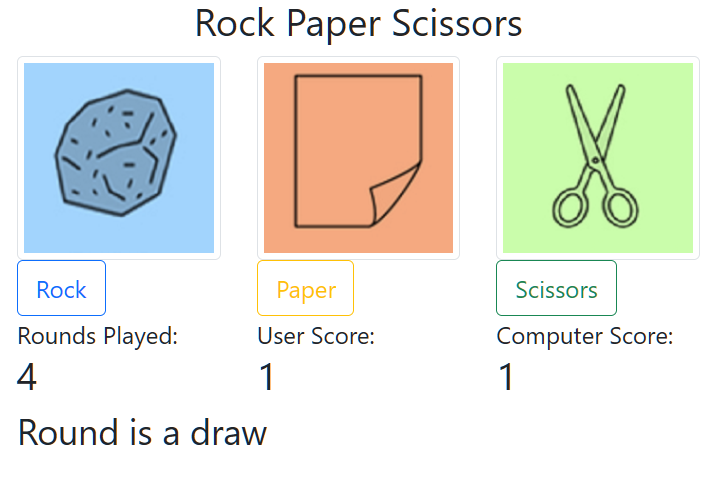 Rock Paper Scissors
Rock Paper Scissors
Rounds Played: User Score: Computer Score:
4 1 1
Round is a draw